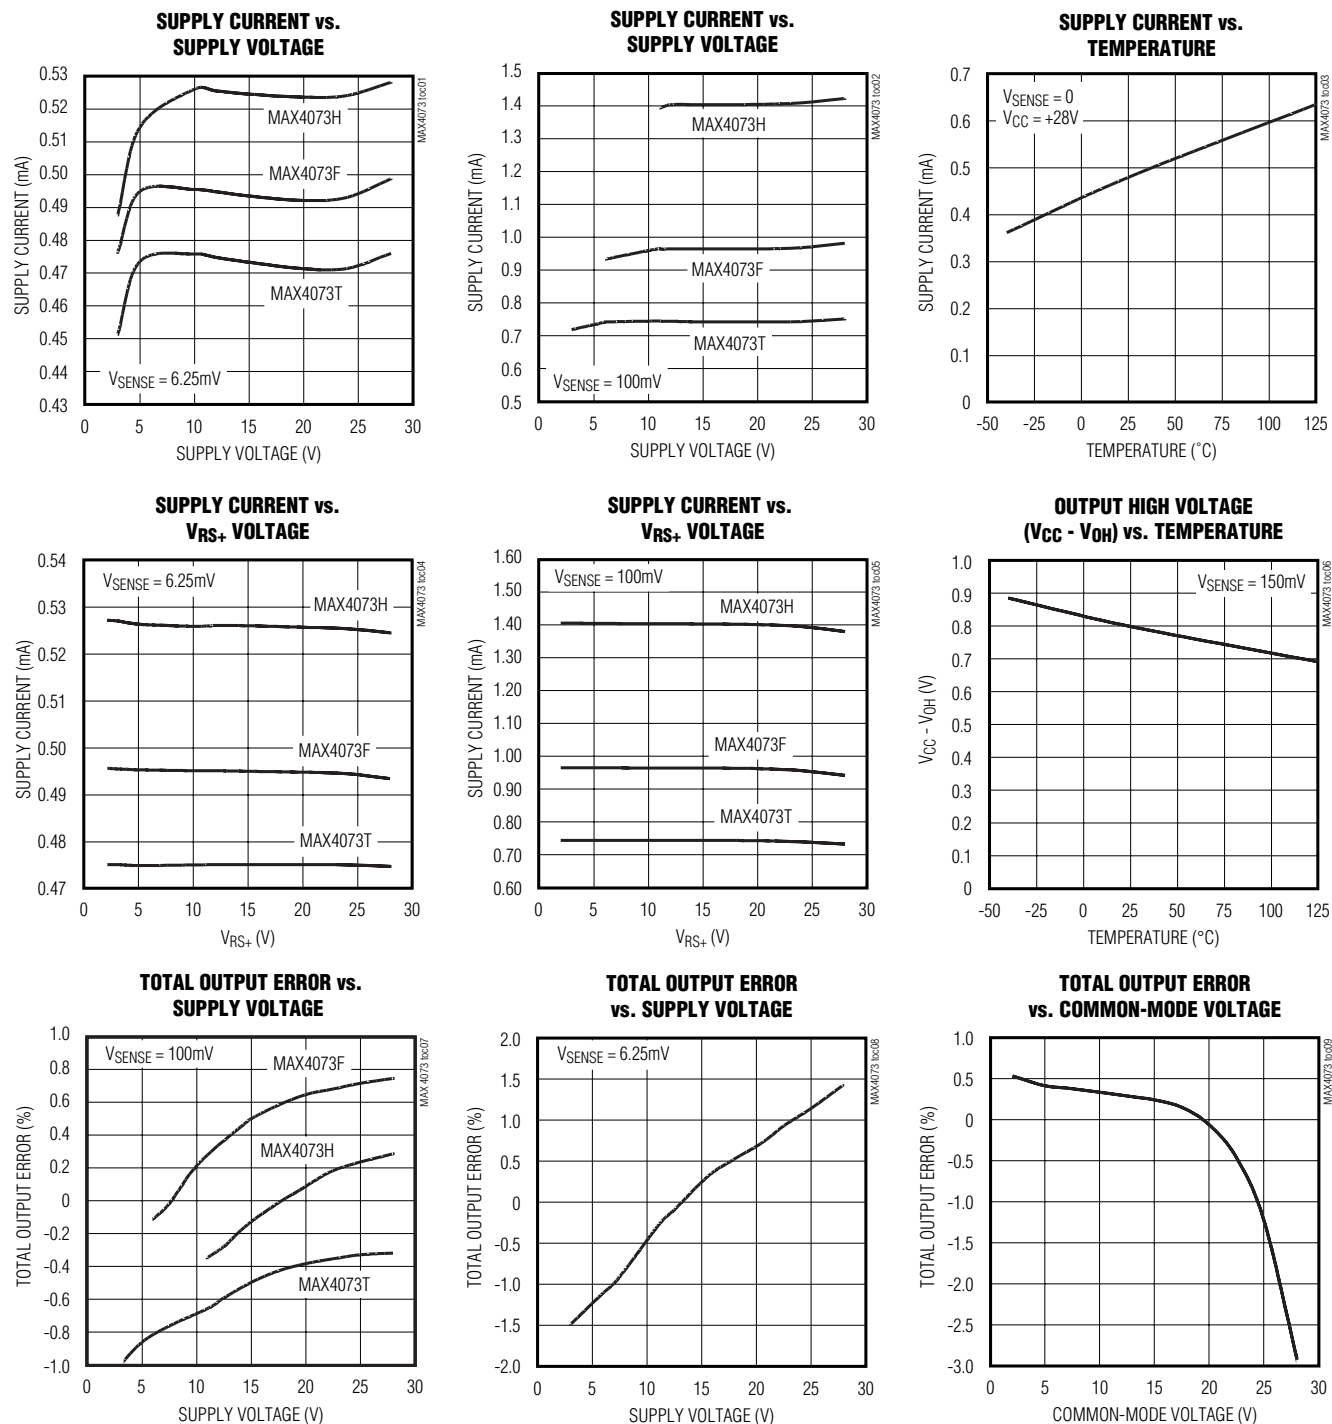 SUPPLY CURRENT vs.
SUPPLY VOLTAGE
0.53
0.52
0.51
0.50
0.49
0.48
0.47
0.46
0.45
0.44
0.43
SUPPLY CURRENT (mA)
MAX4073H
MAX4073F
MAX4073T
VSENSE = 6.25mV
MAX4073 toc01
0 5 10 15 20 25 30
SUPPLY VOLTAGE (V)
SUPPLY CURRENT vs.
SUPPLY VOLTAGE
1.5
1.4
1.3
1.2
1.1
1.0
0.9
0.8
0.7
0.6
0.5
SUPPLY CURRENT (mA)
MAX4073H
MAX4073F
MAX4073T
VSENSE = 100mV
MAX4073 toc02
0 5 10 15 20 25 30
SUPPLY VOLTAGE (V)
SUPPLY CURRENT vs.
TEMPERATURE
0.7
0.6
0.5
0.4
0.3
0.2
0.1
0
SUPPLY CURRENT (mA)
VSENSE = 0
VCC = +28V
MAX4073 toc03
-50 -25 0 25 50 75 100 125
TEMPERATURE (°C)
SUPPLY CURRENT vs.
VRS+ VOLTAGE
0.54
0.53
0.52
0.51
0.50
0.49
0.48
0.47
SUPPLY CURRENT (mA)
VSENSE = 6.25mV
MAX4073H
MAX4073F
MAX4073T
MAX4073 toc04
0 5 10 15 20 25 30
VRS+ (V)
SUPPLY CURRENT vs.
VRS+ VOLTAGE
1.60
1.50
1.40
1.30
1.20
1.10
1.00
0.90
0.80
0.70
0.60
SUPPLY CURRENT (mA)
VSENSE = 100mV
MAX4073H
MAX4073F
MAX4073T
MAX4073 toc05
0 5 10 15 20 25 30
VRS+ (V)
OUTPUT HIGH VOLTAGE
(VCC - VOH) vs. TEMPERATURE
1.0
0.9
0.8
0.7
0.6
0.5
0.4
0.3
0.2
0.1
0
VCC - VOH (V)
VSENSE = 150mV
MAX4073 toc06
-50 -25 0 25 50 75 100 125
TEMPERATURE (°C)
TOTAL OUTPUT ERROR vs.
SUPPLY VOLTAGE
1.0
0.8
0.6
0.4
0.2
0
-0.2
-0.4
-0.6
-0.8
-1.0
TOTAL OUTPUT ERROR (%)
VSENSE = 100mV
MAX4073F
MAX4073H
MAX4073T
MAX 4073 toc07
0 5 10 15 20 25 30
SUPPLY VOLTAGE (V)
TOTAL OUTPUT ERROR
vs. SUPPLY VOLTAGE
2.0
1.5
1.0
0.5
0
-0.5
-1.0
-1.5
-2.0
TOTAL OUTPUT ERROR (%)
VSENSE = 6.25mV
MAX4073 toc08
0 5 10 15 20 25 30
SUPPLY VOLTAGE (V)
TOTAL OUTPUT ERROR
vs. COMMON-MODE VOLTAGE
1.0
0.5
0
-0.5
-1.0
-1.5
-2.0
-2.5
-3.0
TOTAL OUTPUT ERROR (%)
MAX4073 toc09
0 5 10 15 20 25 30
COMMON-MODE VOLTAGE (V)